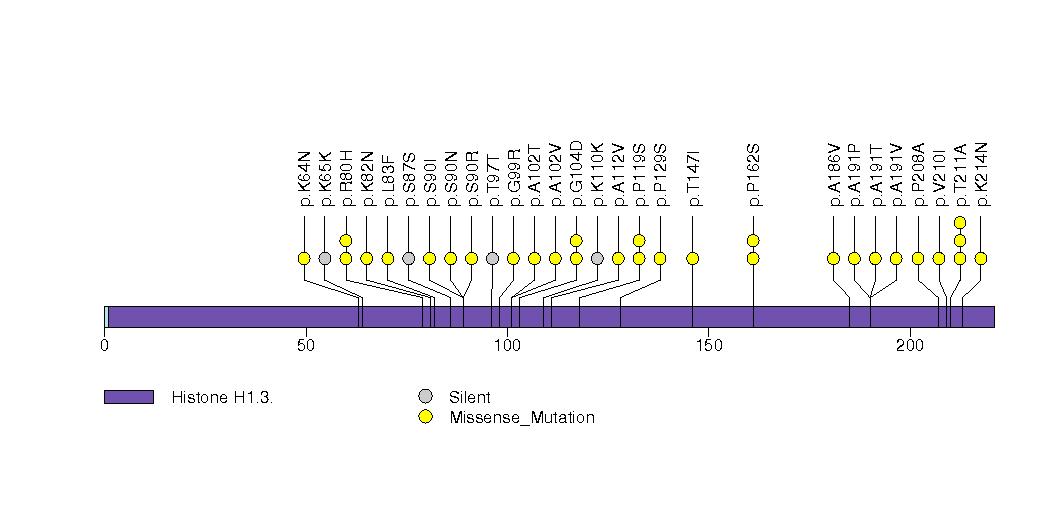 p.K64N
p.K65K
p.R80H
p.K82N
p.L83F
p.S87S
p.S90I
p.S90N
p.S90R
p.T97T
p.G99R
p.A102T
p.A102V
p.G104D
p.K110K
p.A112V
p.P119S
p.P129S
p.T147I
p.P162S
p.A186V
p.A191P
p.A191T
p.A191V
p.P208A
p.V210I
p.T211A
p.K214N
0 50 100 150 200
Histone H1.3.
Silent
Missense_Mutation